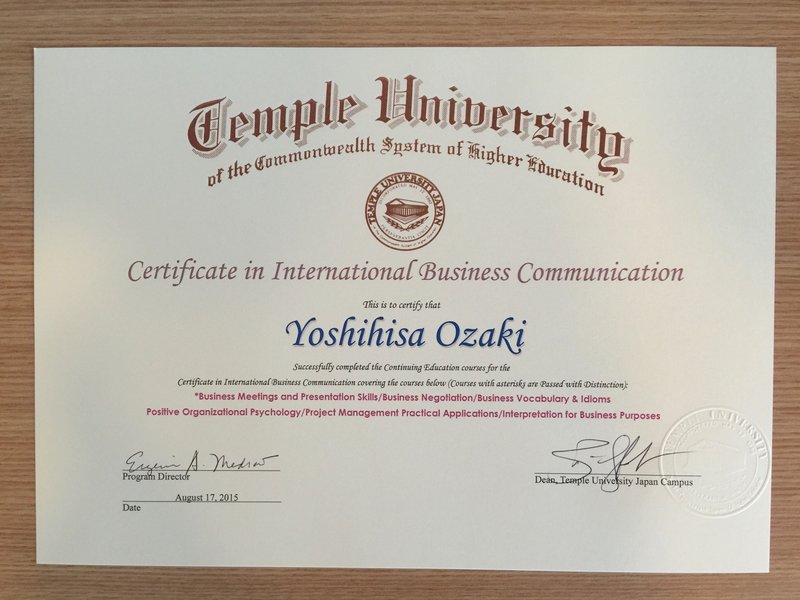 Temple University
of the Commonwealth System of Higher Education
TEMPLE UNIVERSITY, JAPAN
Certificate in International Business Communication
This is to certify that
Yoshihisa Ozaki
Successfully completed the Continuing Education courses for the
Certificate in International Business Communication covering the courses below (Courses with asterisks are Passed with Distinction):
*Business Meetings and Presentation Skills/Business Negotiation/Business Vocabulary & Idioms
Positive Organizational Psychology/Project Management Practical Applications/Interpretation for Business Purposes
Program Director
Dean, Temple University Japan Campus
August 17, 2015
Date